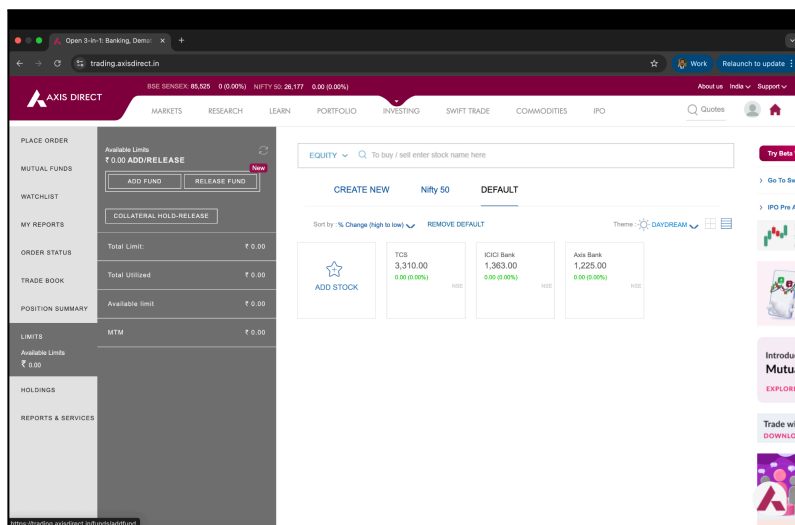 Open 3-in-1: Banking, Demat
trading.axisdirect.in
Work
Relaunch to update
BSE SENSEX: 85,525 0 (0.00%) NIFTY 50: 26,177 0.00 (0.00%)
About us India Support
AXIS DIRECT
MARKETS RESEARCH LEARN PORTFOLIO INVESTING SWIFT TRADE COMMODITIES IPO
Quotes
PLACE ORDER
MUTUAL FUNDS
WATCHLIST
MY REPORTS
ORDER STATUS
TRADE BOOK
POSITION SUMMARY
LIMITS
Available Limits
₹ 0.00
HOLDINGS
REPORTS & SERVICES
Available Limits
₹ 0.00 ADD/RELEASE
New
ADD FUND RELEASE FUND
COLLATERAL HOLD-RELEASE
Total Limit: ₹ 0.00
Total Utilized ₹ 0.00
Available limit ₹ 0.00
MTM ₹ 0.00
EQUITY To buy / sell enter stock name here
CREATE NEW Nifty 50 DEFAULT
Sort by :% Change (high to low) REMOVE DEFAULT Theme : DAYDREAM
ADD STOCK
TCS
3,310.00
0.00 (0.00%)
NSE
ICICI Bank
1,363.00
0.00 (0.00%)
NSE
Axis Bank
1,225.00
0.00 (0.00%)
NSE
Try Beta
> Go To Sw
> IPO Pre A
Introdu
Mutu
EXPLORE
Trade wi
DOWNLO
https://trading.axisdirect.in/funds/addfund